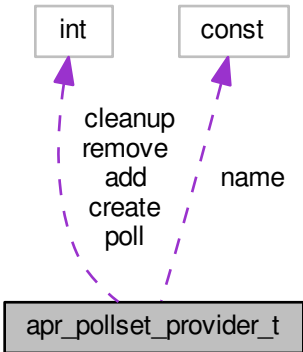 int
const
cleanup
remove
add
create
poll
name
apr_pollset_provider_t